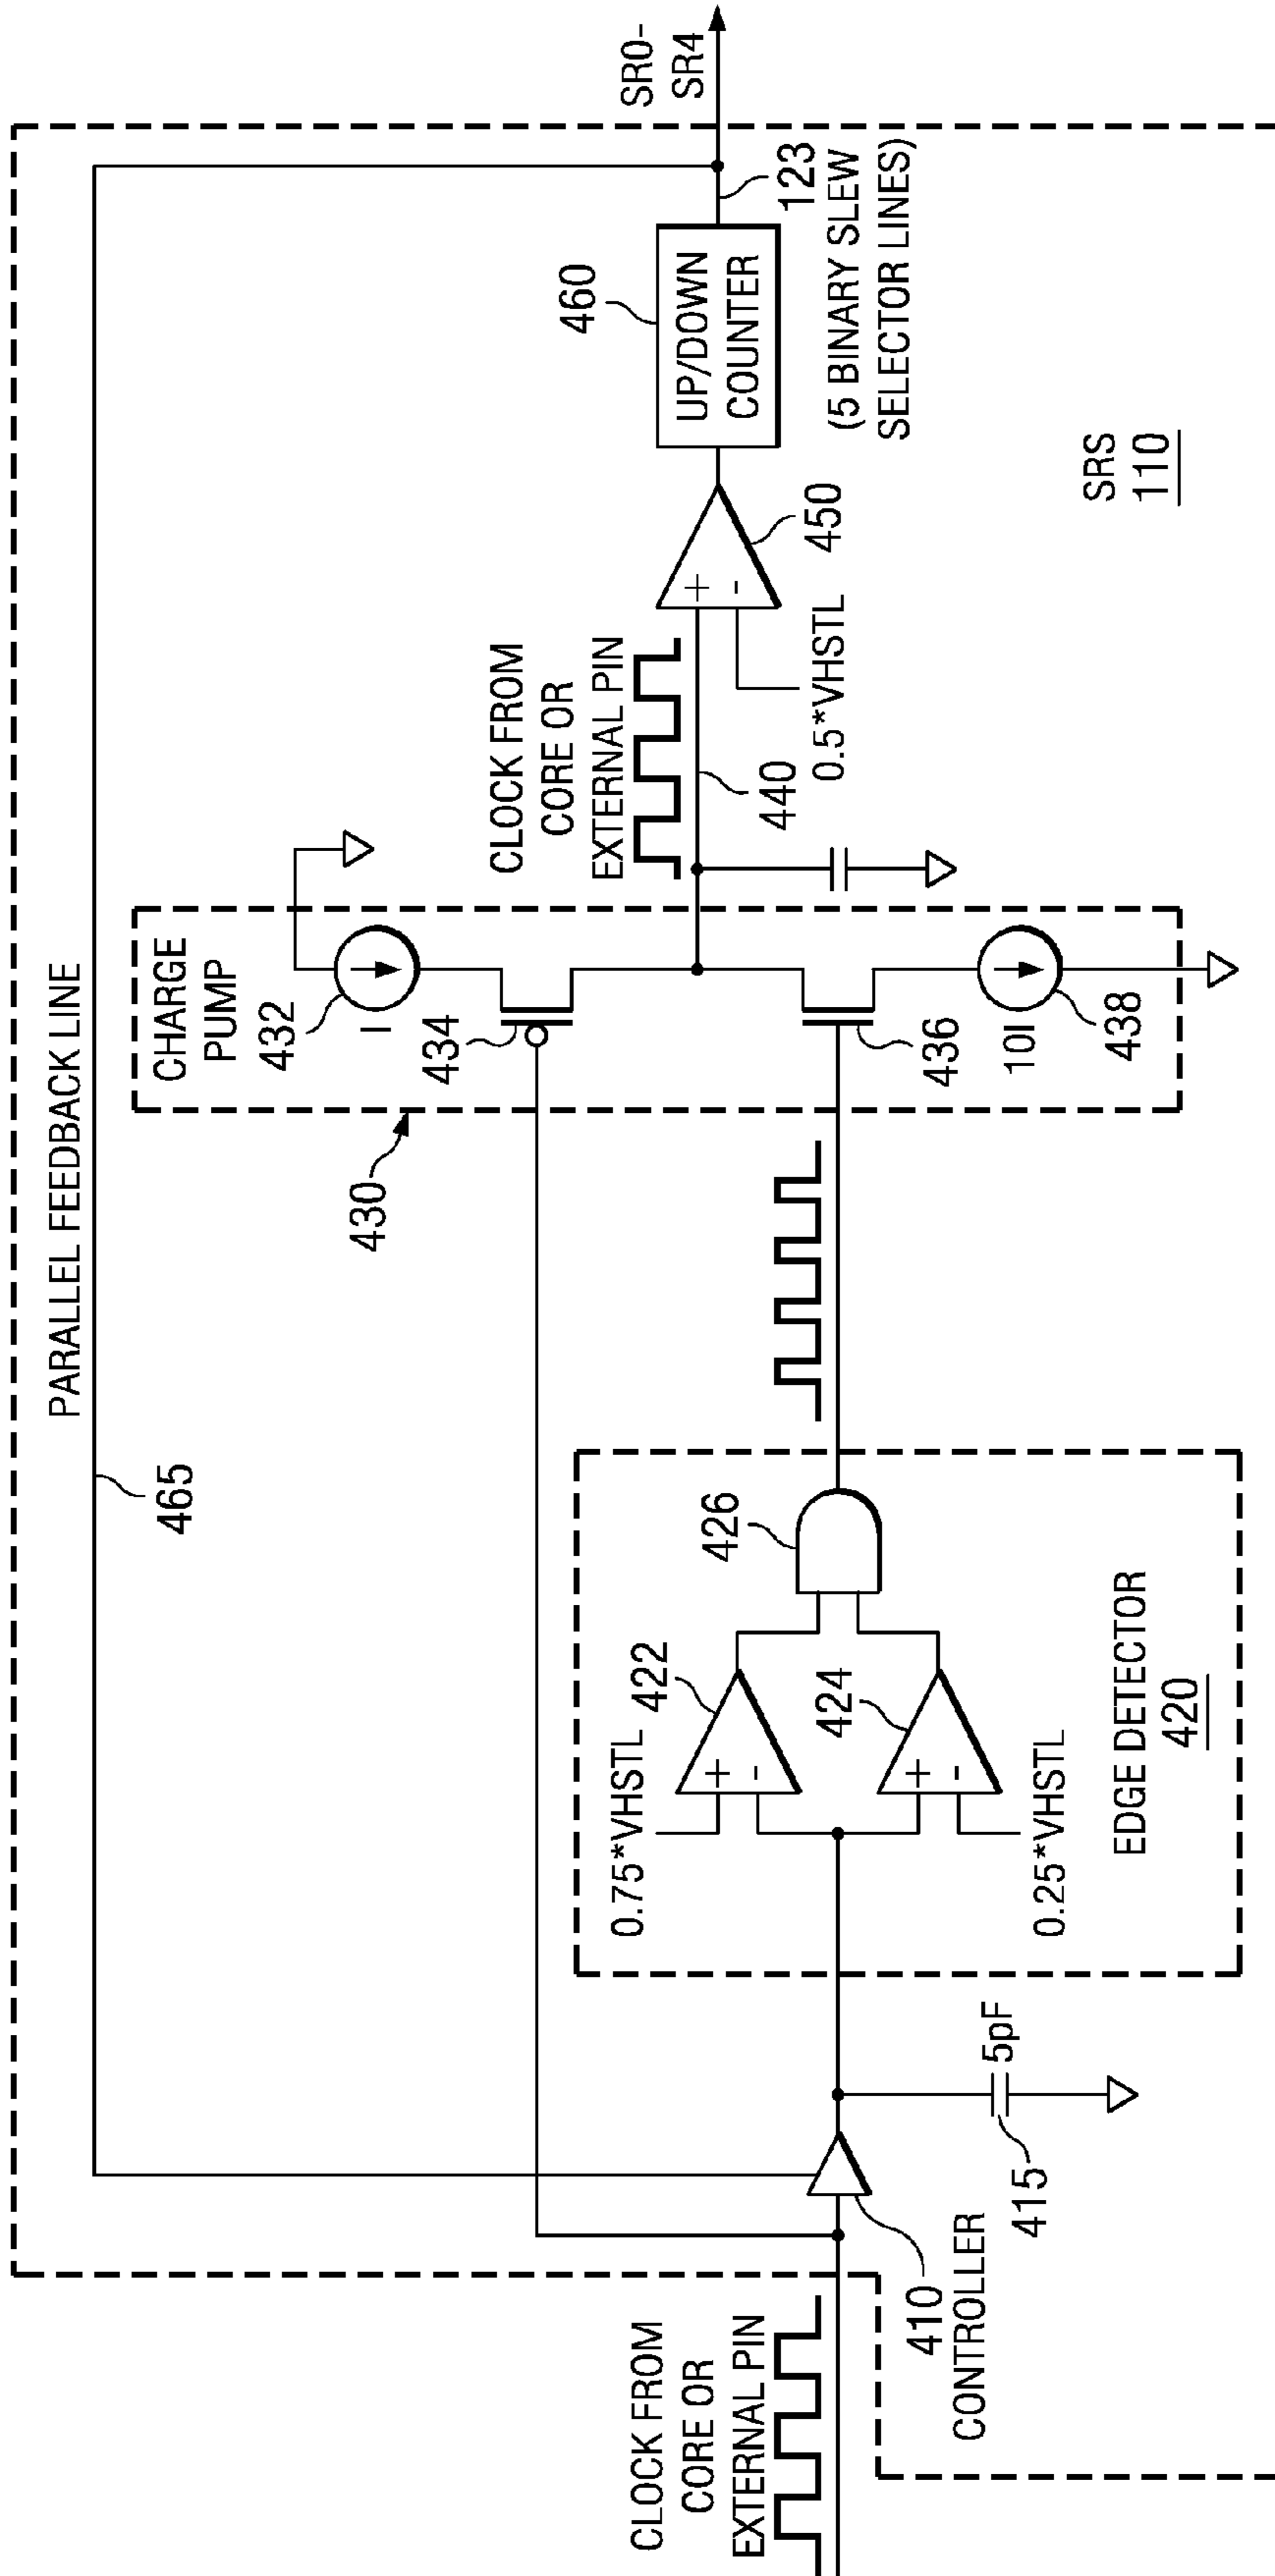 PARALLEL FEEDBACK LINE
465
CHARGE
PUMP
430
432
I
434
436
10I
438
CLOCK FROM
CORE OR
EXTERNAL PIN
440
+
-
450
0.5*VHSTL
460
UP/DOWN
COUNTER
123
(5 BINARY SLEW
SELECTOR LINES)
SR0-
SR4
SRS
110
CLOCK FROM
CORE OR
EXTERNAL PIN
410
CONTROLLER
415
5pF
0.75*VHSTL
+
-
422
+
-
424
0.25*VHSTL
426
EDGE DETECTOR
420